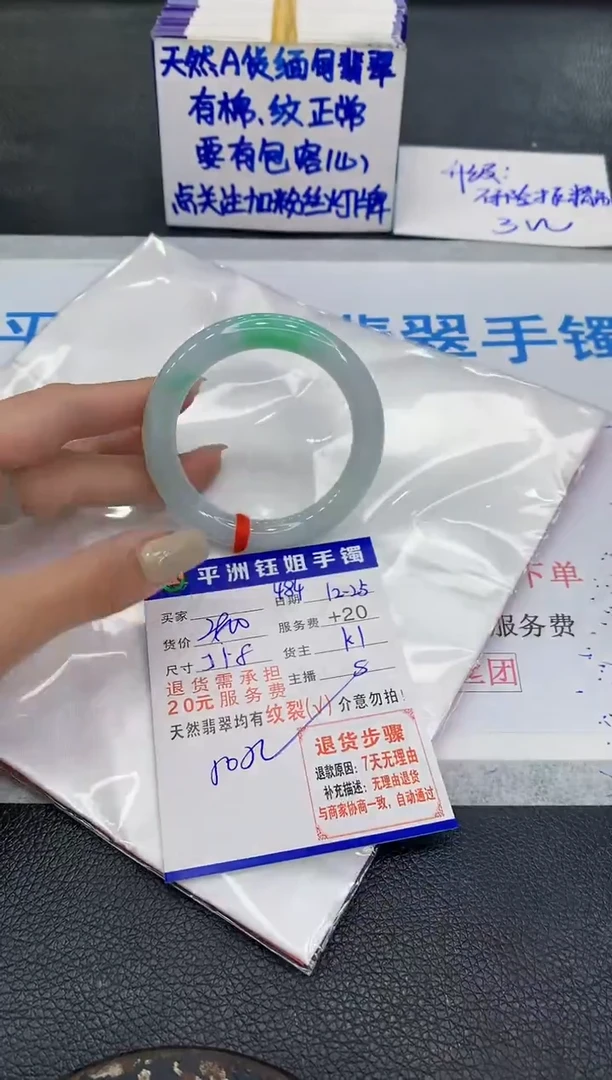 天然A货缅甸翡翠
有棉、纹正常
要有包容心
点关注加粉丝灯牌
升级:
翡翠手镯
平洲钰姐手镯
484
买家
日期 12-25
货价 2800 服务费 +20
尺寸 51-8 货主 k1
退货需承担
20元服务费
主播 S
天然翡翠均有纹裂(√)介意勿拍!
退货步骤
退款原因:7天无理由
补充描述:无理由退货
与商家协商一致,自动通过
下单
服务费
团